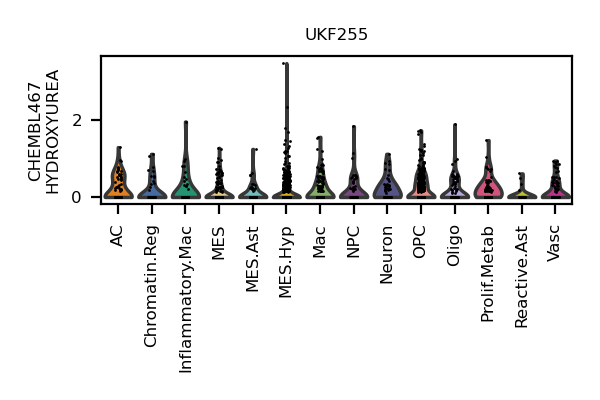 UKF255
CHEMBL467
HYDROXYUREA
2
0
AC
Chromatin.Reg
Inflammatory.Mac
MES
MES.Ast
MES.Hyp
Mac
NPC
Neuron
OPC
Oligo
Prolif.Metab
Reactive.Ast
Vasc